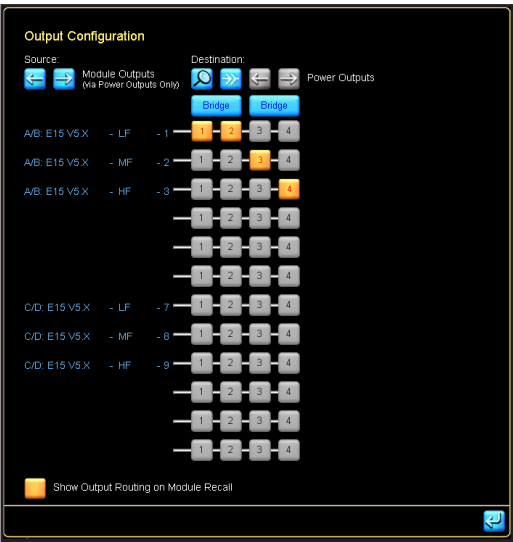 Output Configuration
Source: Destination:
Module Outputs
(via Power Outputs Only)
Power Outputs
Bridge Bridge
A/B: E15 V5.X - LF - 1 1 2 3 4
A/B: E15 V5.X - MF - 2 1 2 3 4
A/B: E15 V5.X - HF - 3 1 2 3 4
1 2 3 4
1 2 3 4
1 2 3 4
C/D: E15 V5.X - LF - 7 1 2 3 4
C/D: E15 V5.X - MF - 8 1 2 3 4
C/D: E15 V5.X - HF - 9 1 2 3 4
1 2 3 4
1 2 3 4
1 2 3 4
Show Output Routing on Module Recall